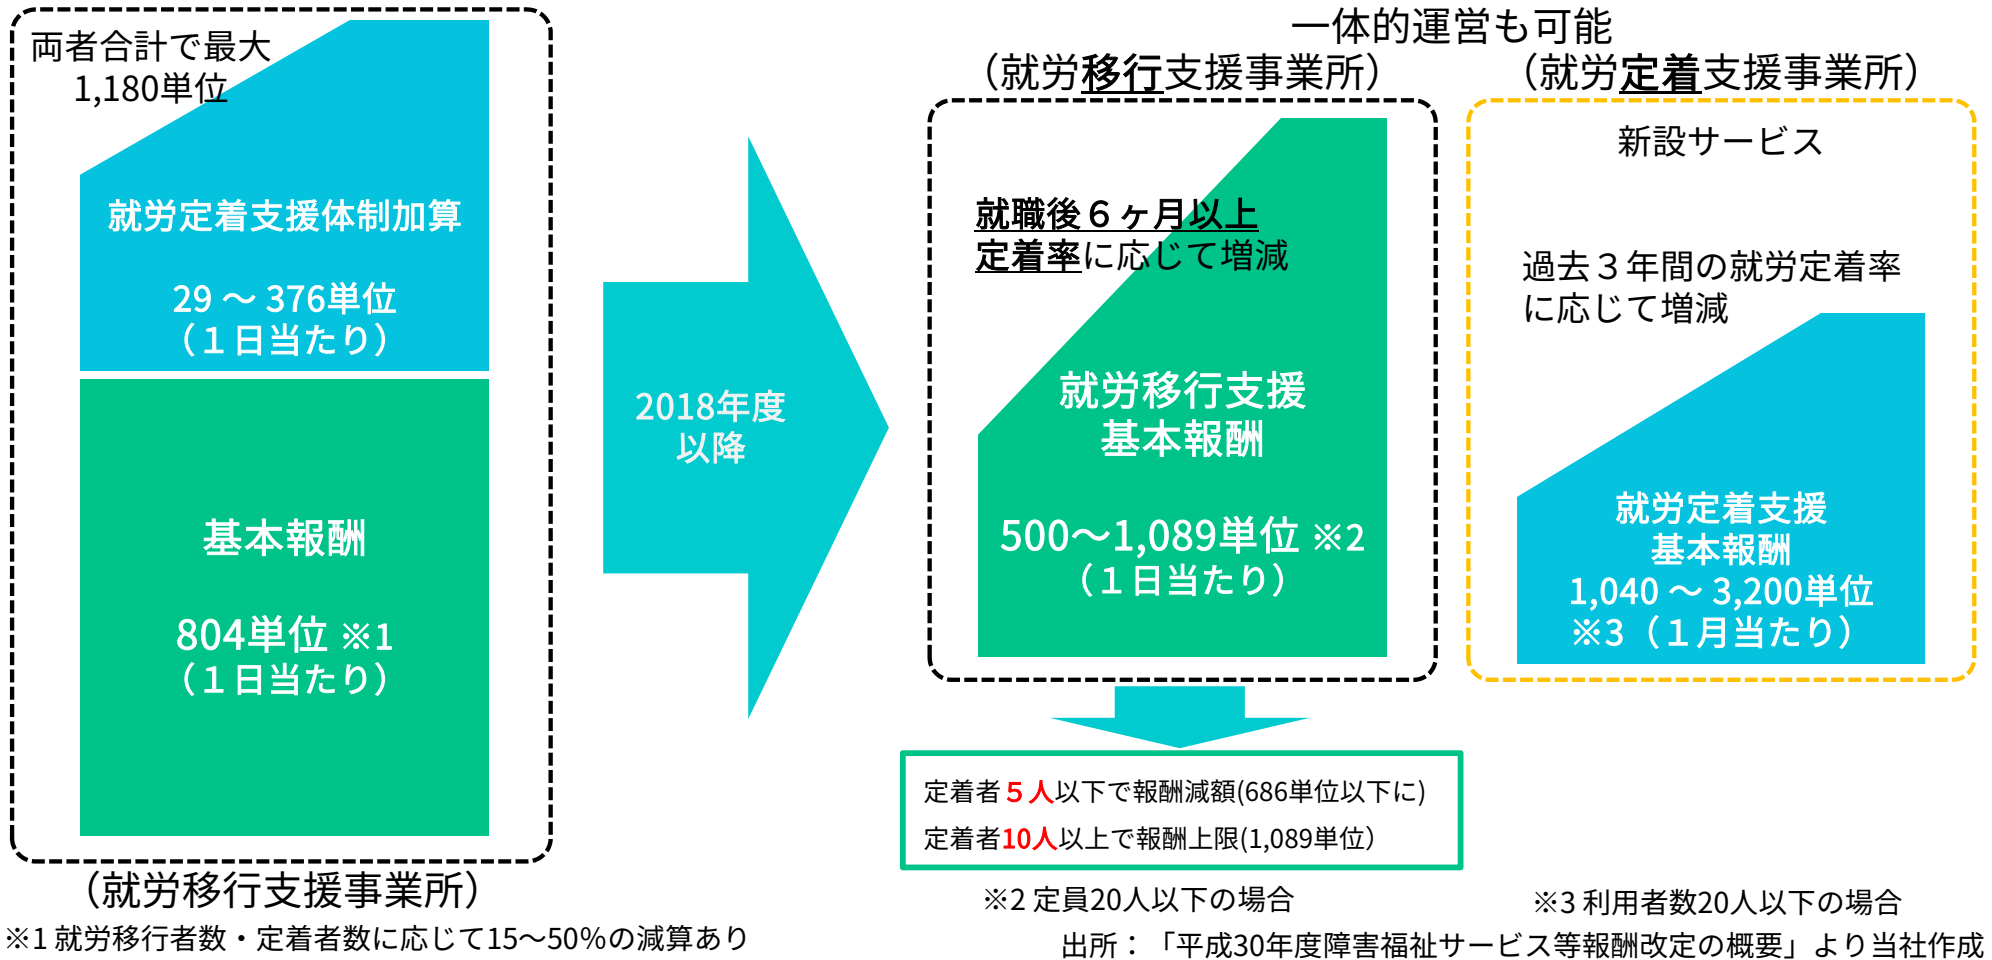 両者合計で最大
1,180単位
就労定着支援体制加算
29 ～ 376単位
（１日当たり）
基本報酬
804単位 ※1
（１日当たり）
（就労移行支援事業所）
※1 就労移行者数・定着者数に応じて15～50％の減算あり
2018年度
以降
一体的運営も可能
（就労移行支援事業所）
就職後６ヶ月以上
定着率に応じて増減
就労移行支援
基本報酬
500～1,089単位 ※2
（１日当たり）
（就労定着支援事業所）
新設サービス
過去３年間の就労定着率
に応じて増減
就労定着支援
基本報酬
1,040 ～ 3,200単位
※3（１月当たり）
定着者５人以下で報酬減額(686単位以下に)
定着者10人以上で報酬上限(1,089単位）
※2 定員20人以下の場合
※3 利用者数20人以下の場合
出所：「平成30年度障害福祉サービス等報酬改定の概要」より当社作成